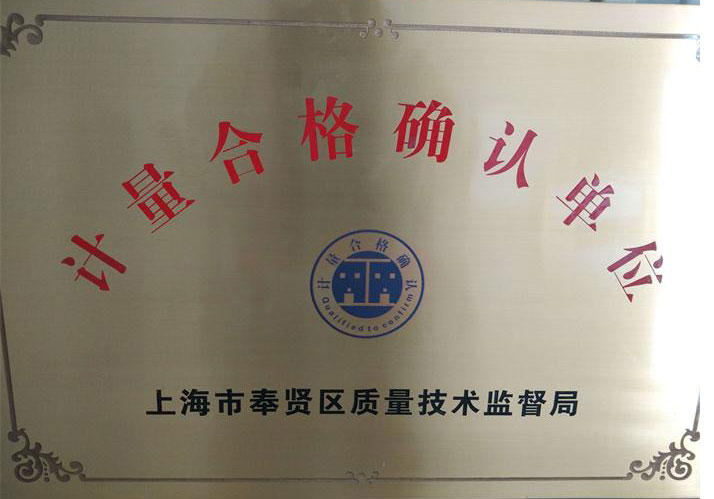 计量合格确认单位
计量合格确认
Qualified to confirm
上海市奉贤区质量技术监督局